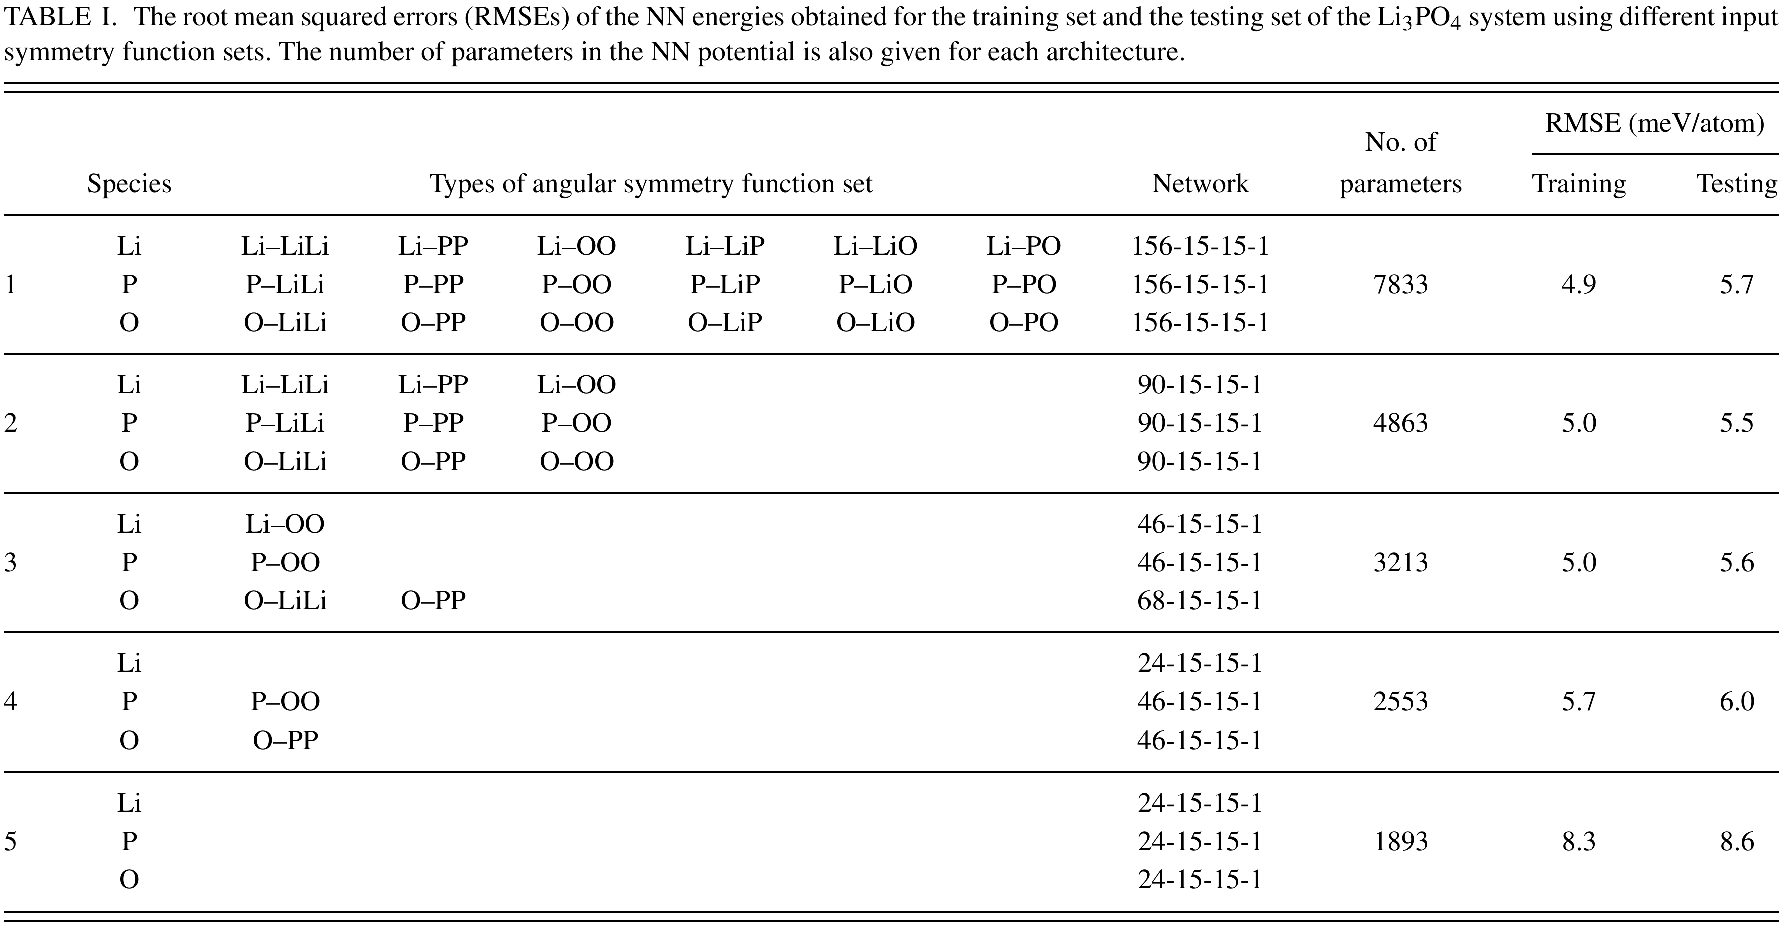 TABLE I. The root mean squared errors (RMSEs) of the NN energies obtained for the training set and the testing set of the Li3PO4 system using different input
symmetry function sets. The number of parameters in the NN potential is also given for each architecture.
RMSE (meV/atom)
No. of
Species Types of angular symmetry function set Network parameters Training Testing
Li Li–LiLi Li–PP Li–OO Li–LiP Li–LiO Li–PO 156-15-15-1
1 P P–LiLi P–PP P–OO P–LiP P–LiO P–PO 156-15-15-1 7833 4.9 5.7
O O–LiLi O–PP O–OO O–LiP O–LiO O–PO 156-15-15-1
Li Li–LiLi Li–PP Li–OO 90-15-15-1
2 P P–LiLi P–PP P–OO 90-15-15-1 4863 5.0 5.5
O O–LiLi O–PP O–OO 90-15-15-1
Li Li–OO 46-15-15-1
3 P P–OO 46-15-15-1 3213 5.0 5.6
O O–LiLi O–PP 68-15-15-1
Li 24-15-15-1
4 P P–OO 46-15-15-1 2553 5.7 6.0
O O–PP 46-15-15-1
Li 24-15-15-1
5 P 24-15-15-1 1893 8.3 8.6
O 24-15-15-1